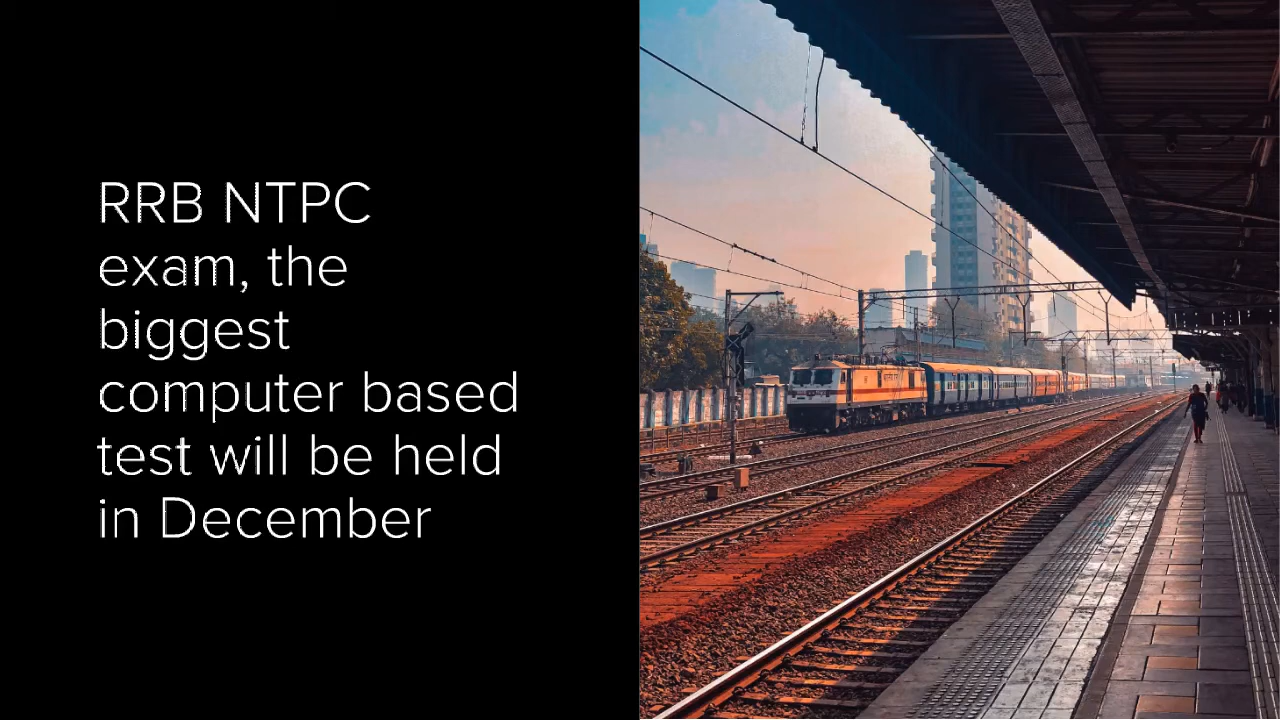 RRB NTPC
exam, the
biggest
computer based
test will be held
in December